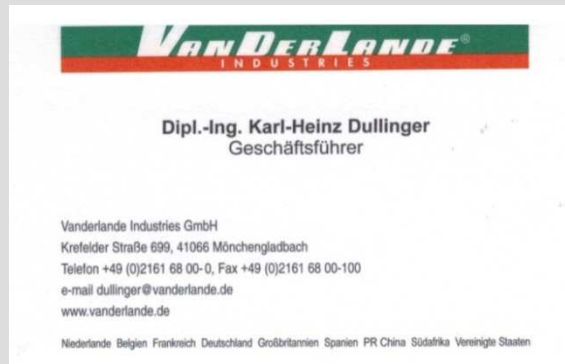 VANDERLANDE®
INDUSTRIES
Dipl.-Ing. Karl-Heinz Dullinger
Geschäftsführer
Vanderlande Industries GmbH
Krefelder Straße 699, 41066 Mönchengladbach
Telefon +49 (0)2161 68 00-0, Fax +49 (0)2161 68 00-100
e-mail dullinger@vanderlande.de
www.vanderlande.de
Niederlande Belgien Frankreich Deutschland Großbritannien Spanien PR China Südafrika Vereinigte Staaten